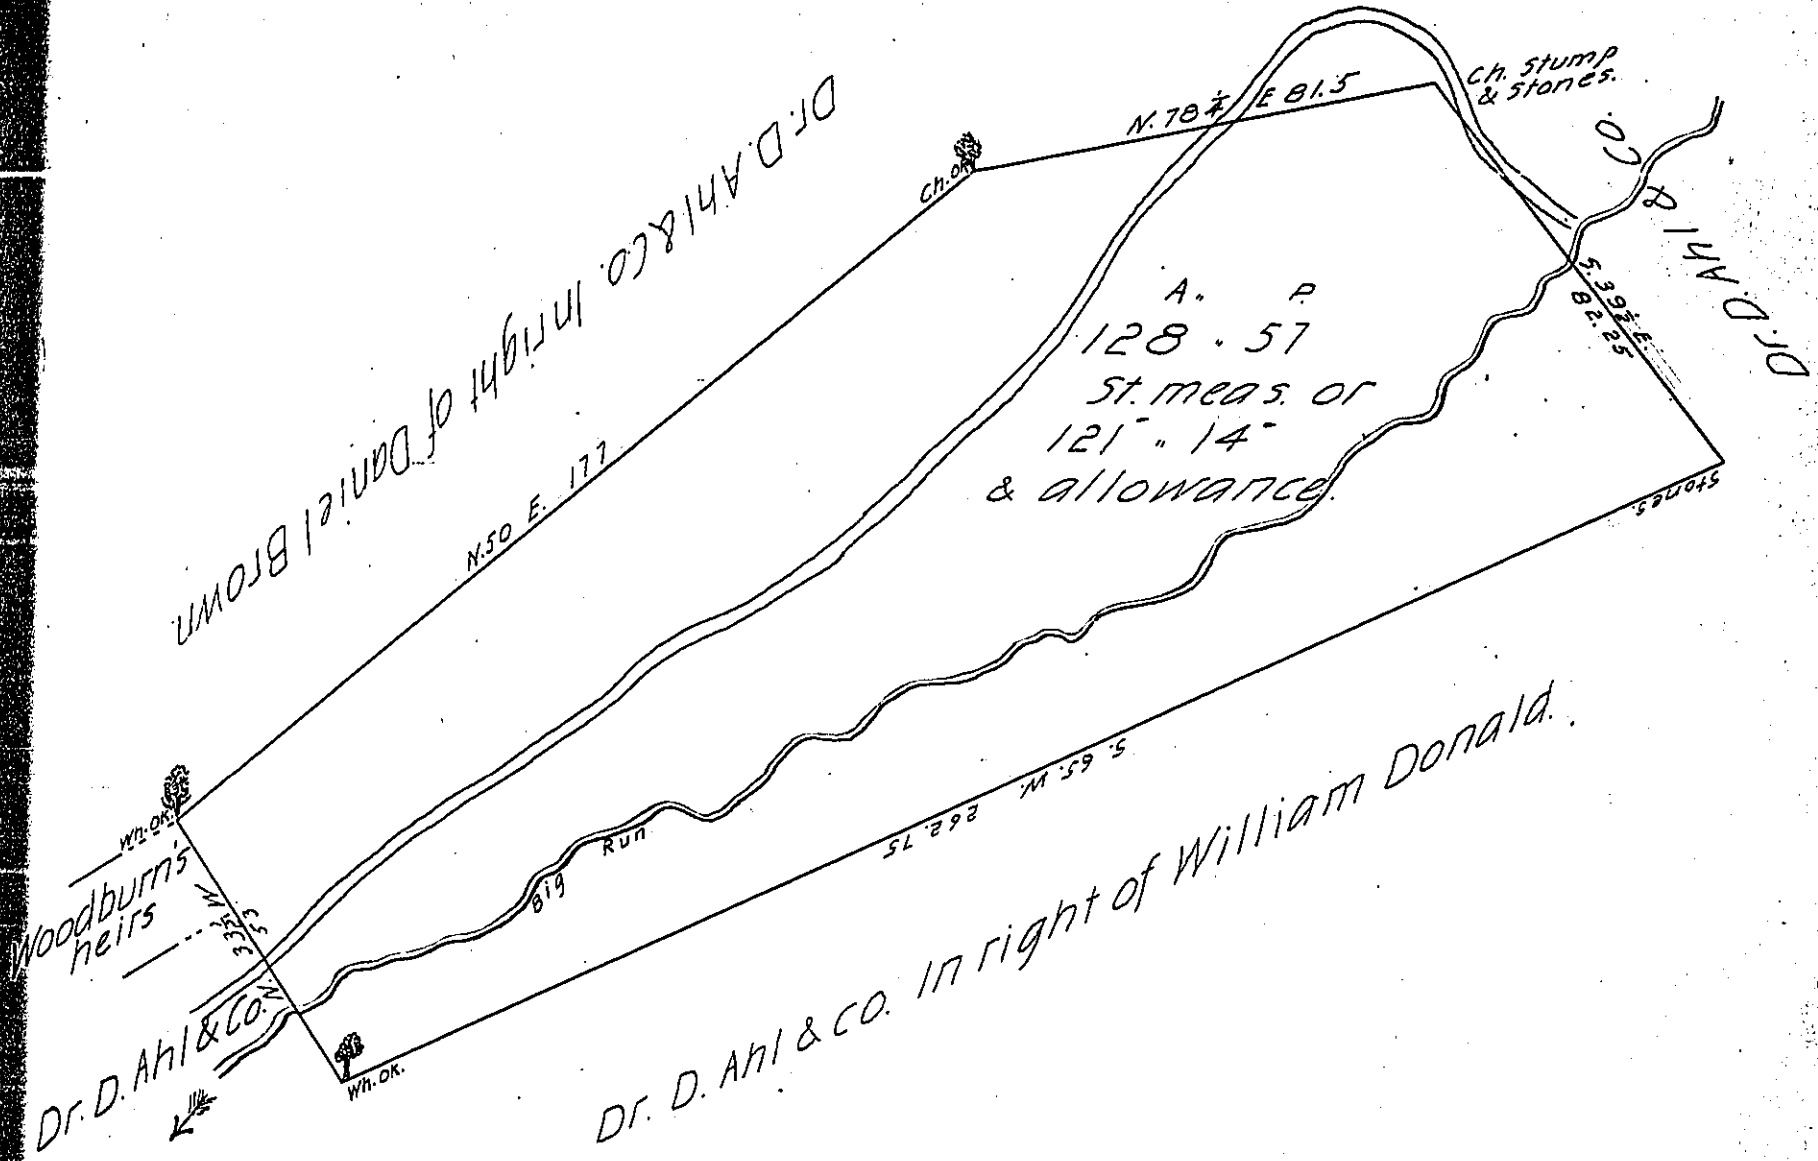 Dr. D. Ahl & Co. In right of Daniel Brown.
Ch. Stump
& Stones.
N. 78¼ E 81.5
Ch. ok.
Dr. D. Ahl & Co.
S. 39½ E.
82.25
A. P.
128 " 57
St. meas. or
121 " 14
& allowance.
N. 50 E. 177
Stones.
S. 65. W. 262.75
Wh. ok.
Woodburn's
heirs
N. 33½ W
53
Big Run
Dr. D. Ahl & Co.
Wh. ok.
Dr. D. Ahl & co. In right of William Donald.